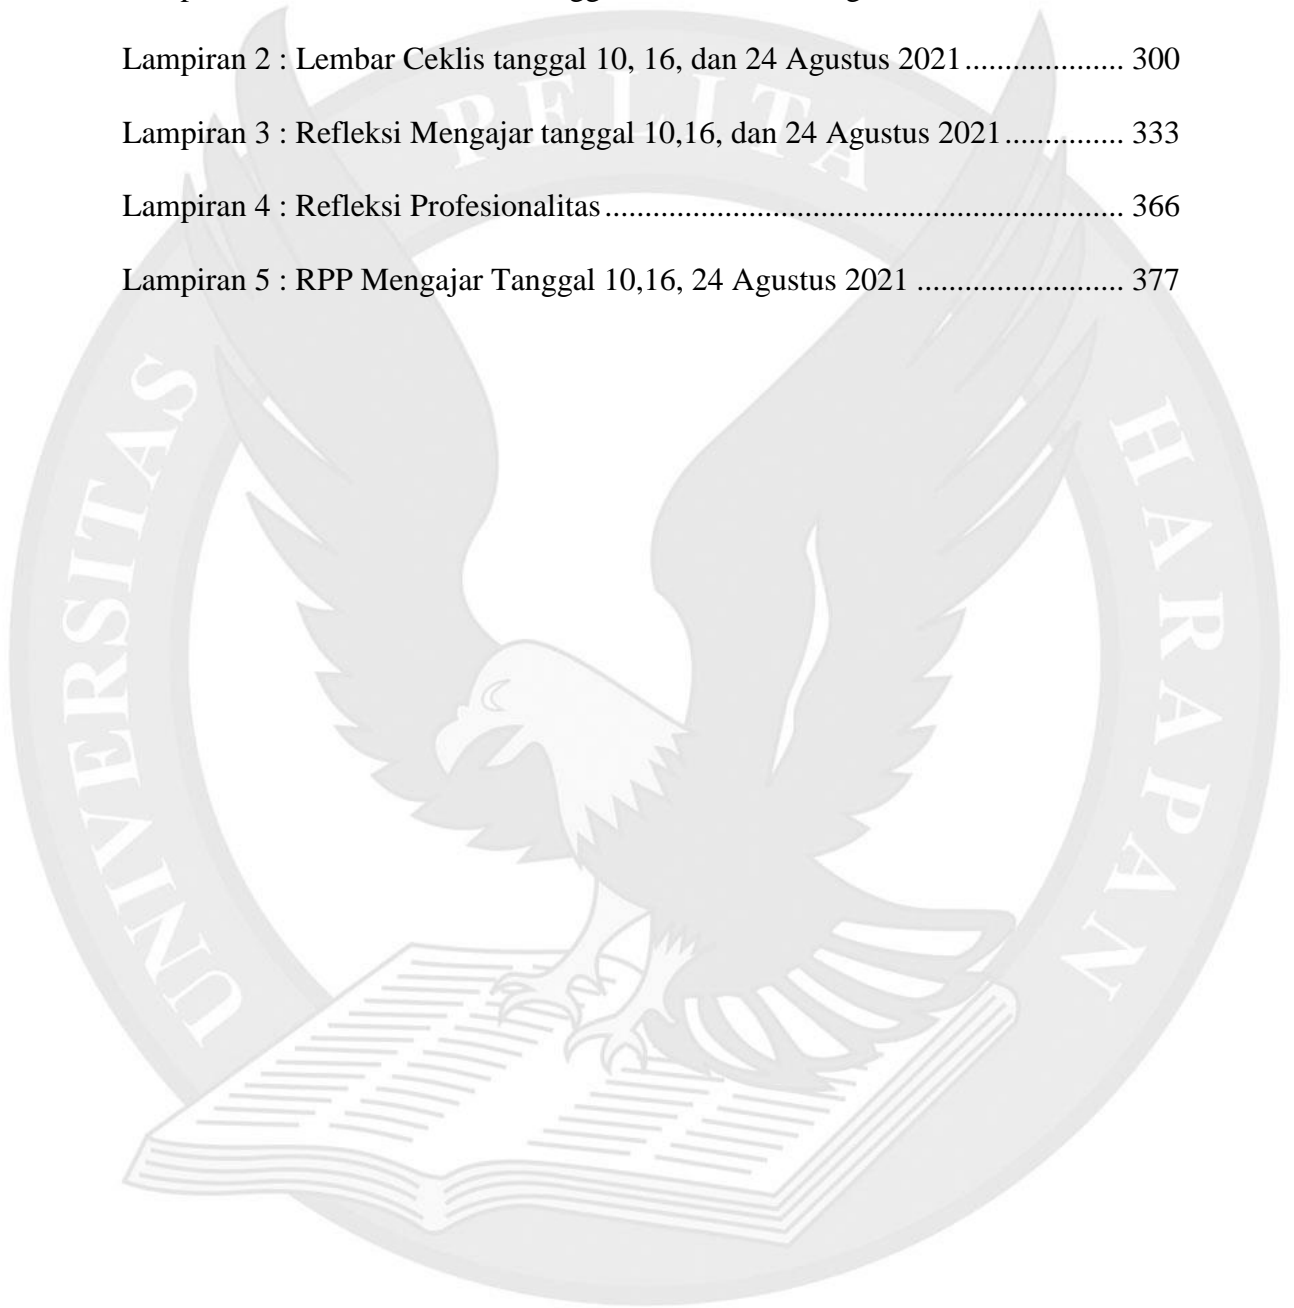 Lampiran 2 : Lembar Ceklis tanggal 10, 16, dan 24 Agustus 2021................... 300
Lampiran 3 : Refleksi Mengajar tanggal 10,16, dan 24 Agustus 2021.............. 333
Lampiran 4 : Refleksi Profesionalitas............................................................... 366
Lampiran 5 : RPP Mengajar Tanggal 10,16, 24 Agustus 2021 ......................... 377
UNIVERSITAS PELITA HARAPAN